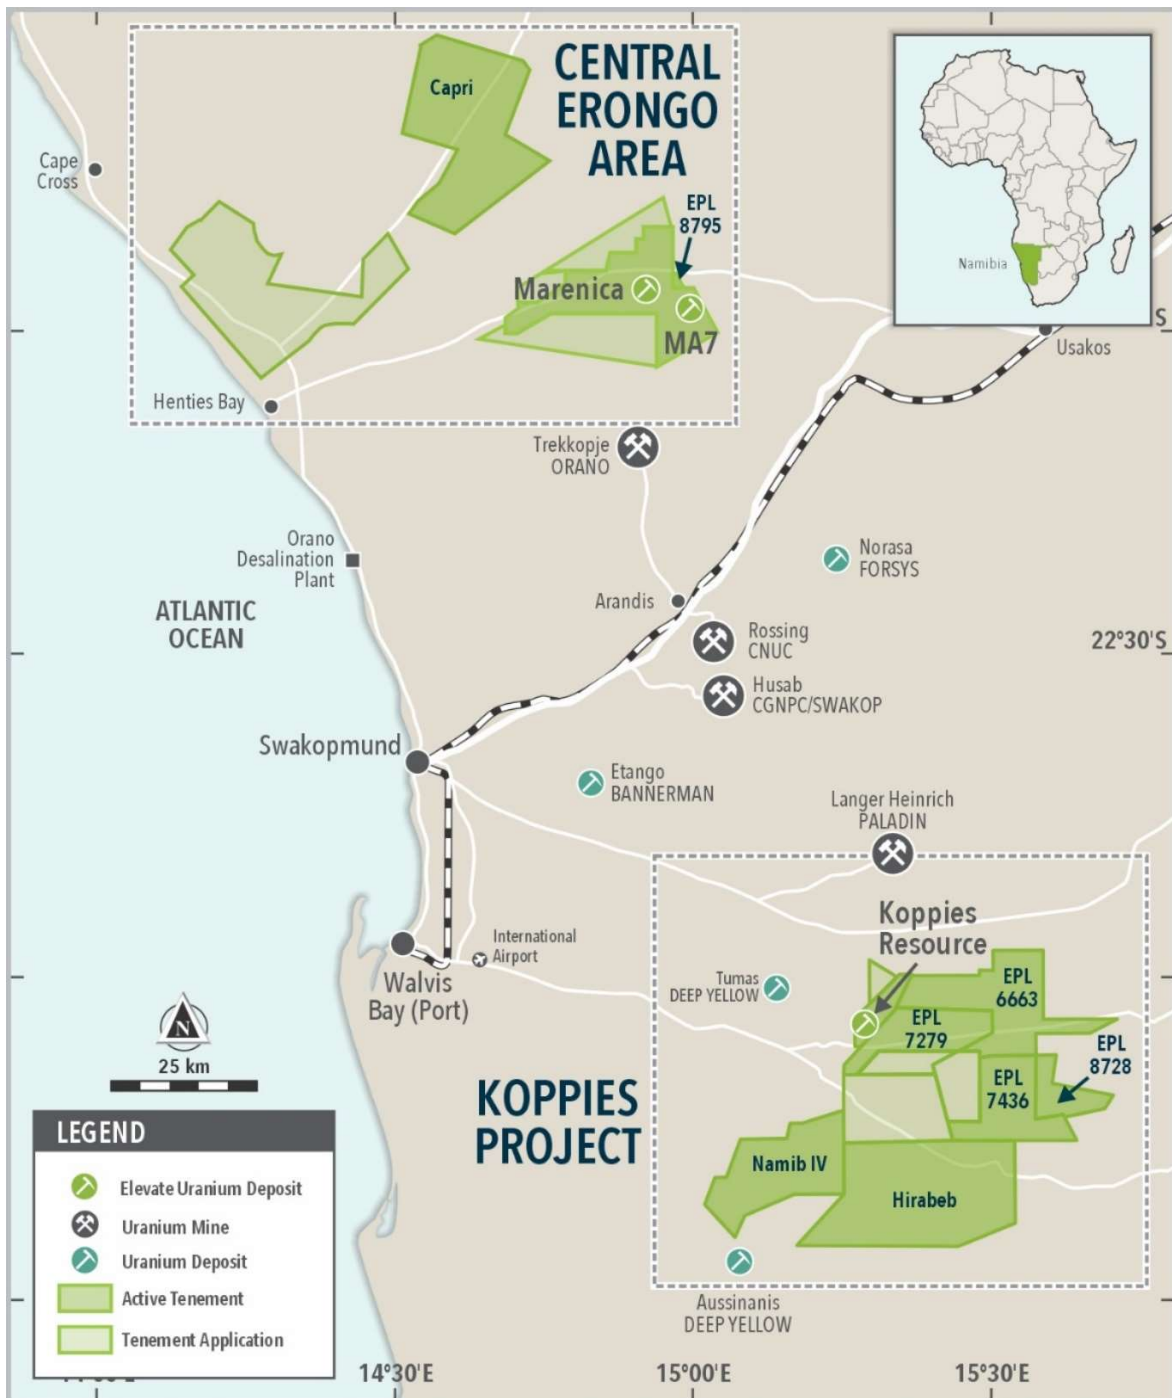 CENTRAL
ERONGO
AREA
Capri
Cape
Cross
EPL
8795
Marenica
MA7
Henties Bay
Namibia
S
Usakos
Trekkopje
ORANO
Orano
Desalination
Plant
Norasa
FORSYS
ATLANTIC
OCEAN
Arandis
Rossing
CNUC
22°30'S
Husab
CGNPC/SWAKOP
Swakopmund
Etango
BANNERMAN
Langer Heinrich
PALADIN
Koppies
Resource
International
Airport
Walvis
Bay (Port)
Tumas
DEEP YELLOW
EPL
6663
EPL
7279
EPL
8728
EPL
7436
N
25 km
KOPPIES
PROJECT
Namib IV
Hirabeb
Aussinanis
DEEP YELLOW
LEGEND
Elevate Uranium Deposit
Uranium Mine
Uranium Deposit
Active Tenement
Tenement Application
14°30'E
15°00'E
15°30'E